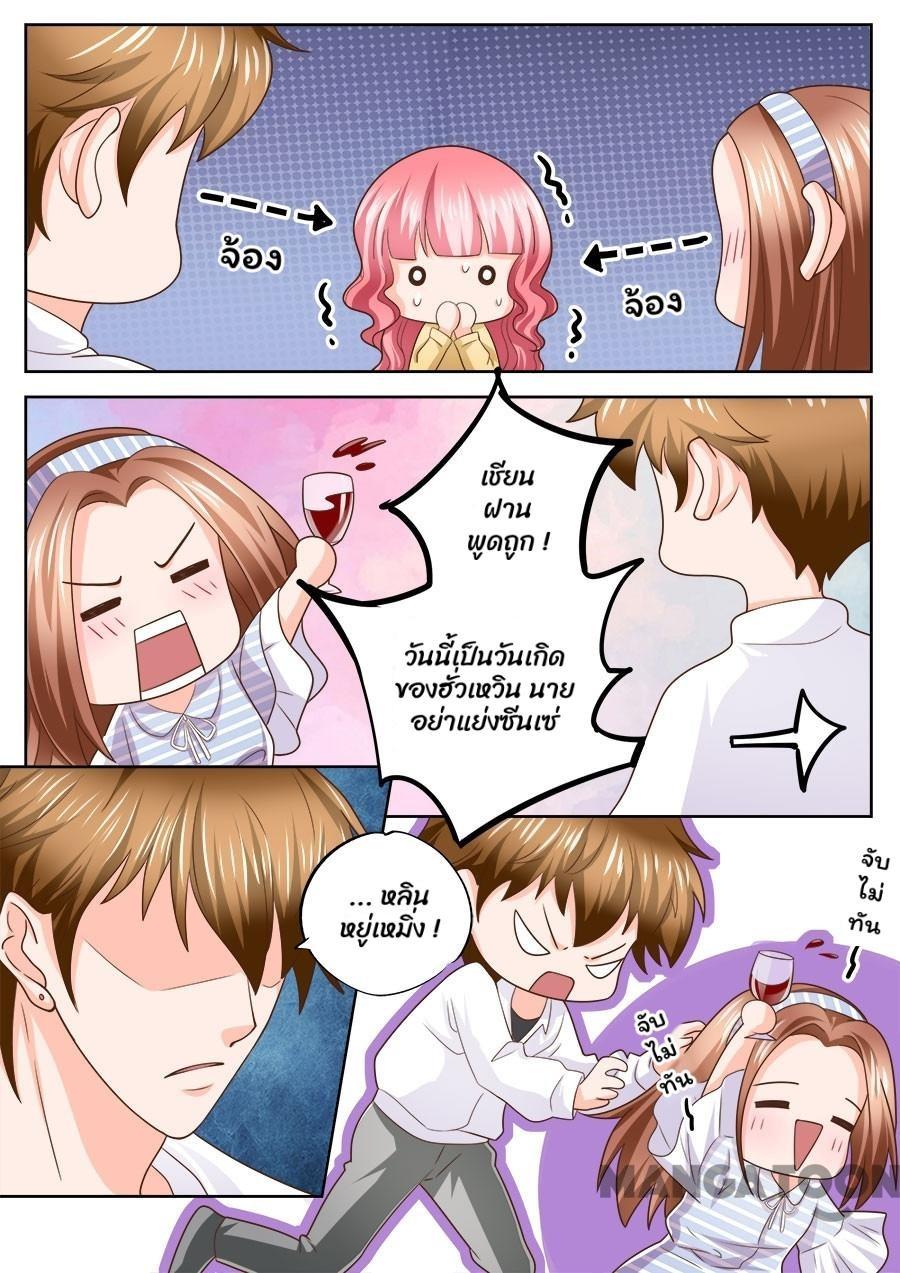 จ้อง
จ้อง
เชียน
ฝาน
พูดถูก !
วันนี้เป็นวันเกิด
ของฮั่วเหวิน นาย
อย่าแย่งซีนเซ่
... หลิน
หยู่เหมิ่ง !
จับ
ไม่
ทัน
จับ
ไม่
ทัน
MANGATOON